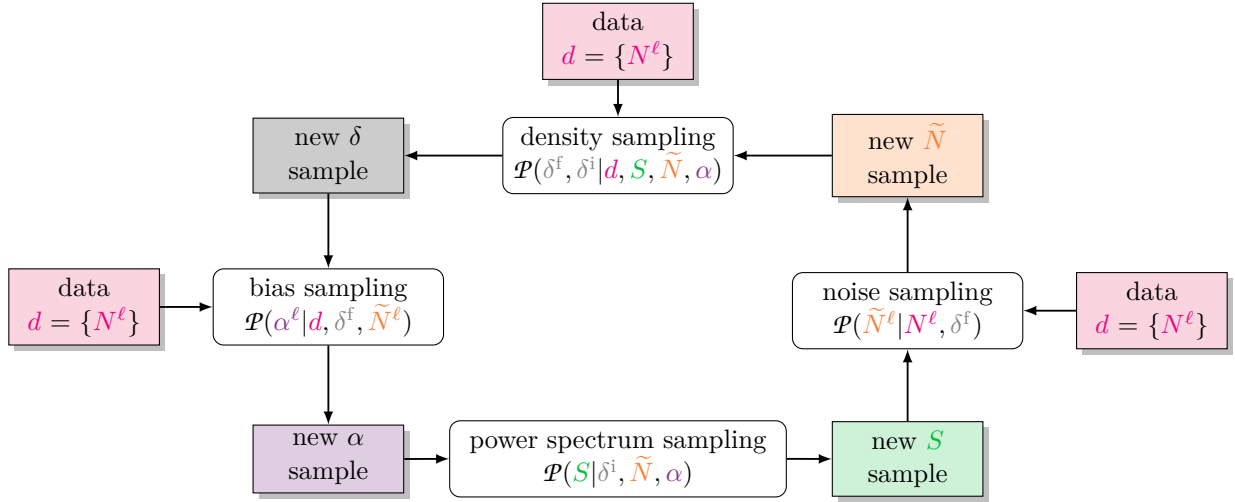 data
d = {N^ℓ}
density sampling
𝒫(δ^f, δ^i|d, S, Ñ, α)
new δ
sample
new Ñ
sample
data
d = {N^ℓ}
bias sampling
𝒫(α^ℓ|d, δ^f, Ñ^ℓ)
noise sampling
𝒫(Ñ^ℓ|N^ℓ, δ^f)
data
d = {N^ℓ}
new α
sample
power spectrum sampling
𝒫(S|δ^i, Ñ, α)
new S
sample